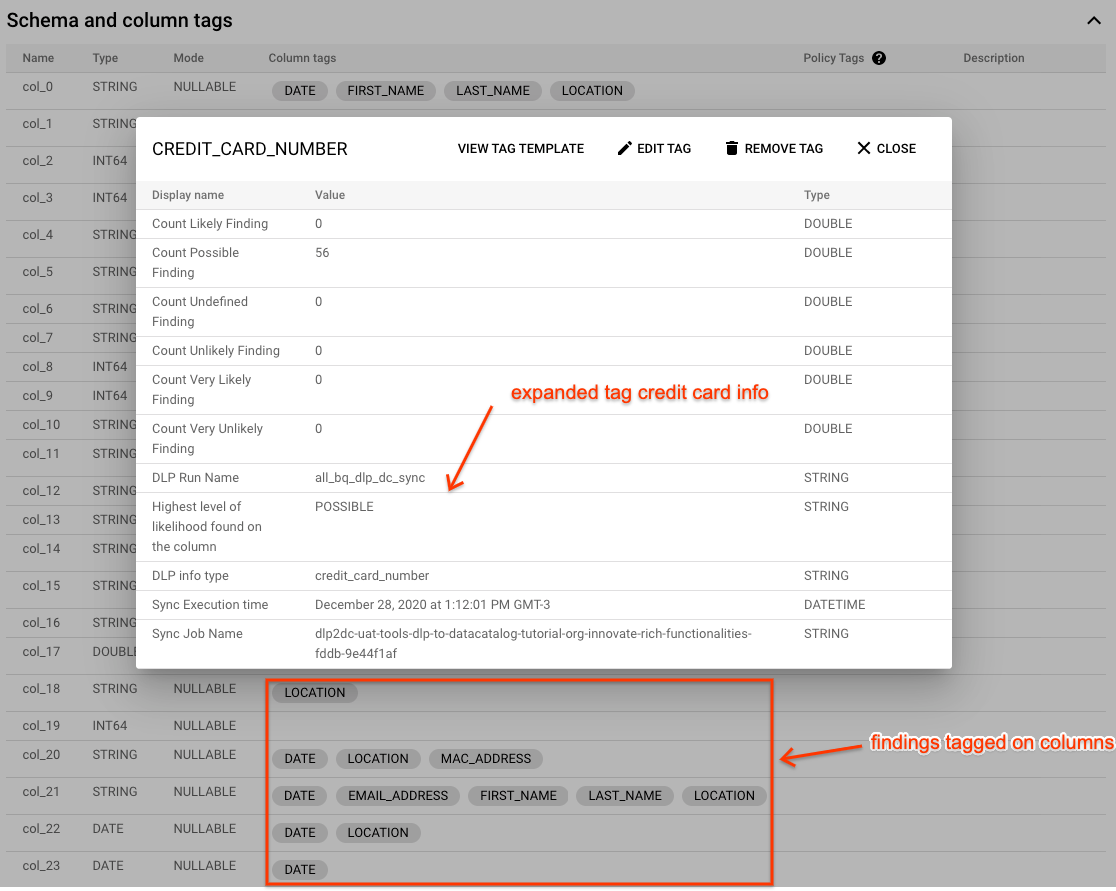 Schema and column tags
Name Type Mode Column tags Policy Tags ? Description
col_0 STRING NULLABLE DATE FIRST_NAME LAST_NAME LOCATION
col_1 STRING
col_2 INT64
col_3 INT64
col_4 STRING
col_5 STRING
col_6 STRING
col_7 STRING
col_8 INT64
col_9 INT64
col_10 STRING
col_11 STRING
col_12 STRING
col_13 STRING
col_14 STRING
col_15 STRING
col_16 STRING
col_17 DOUBLE
CREDIT_CARD_NUMBER VIEW TAG TEMPLATE EDIT TAG REMOVE TAG CLOSE
Display name Value Type
Count Likely Finding 0 DOUBLE
Count Possible 56 DOUBLE
Finding
Count Undefined 0 DOUBLE
Finding
Count Unlikely Finding 0 DOUBLE
Count Very Likely 0 DOUBLE
Finding
expanded tag credit card info
Count Very Unlikely 0 DOUBLE
Finding
DLP Run Name all_bq_dlp_dc_sync STRING
Highest level of POSSIBLE STRING
likelihood found on
the column
DLP info type credit_card_number STRING
Sync Execution time December 28, 2020 at 1:12:01 PM GMT-3 DATETIME
Sync Job Name dlp2dc-uat-tools-dlp-to-datacatalog-tutorial-org-innovate-rich-functionalities- STRING
fddb-9e44f1af
col_18 STRING NULLABLE LOCATION
col_19 INT64 NULLABLE
findings tagged on columns
col_20 STRING NULLABLE DATE LOCATION MAC_ADDRESS
col_21 STRING NULLABLE DATE EMAIL_ADDRESS FIRST_NAME LAST_NAME LOCATION
col_22 DATE NULLABLE DATE LOCATION
col_23 DATE NULLABLE DATE